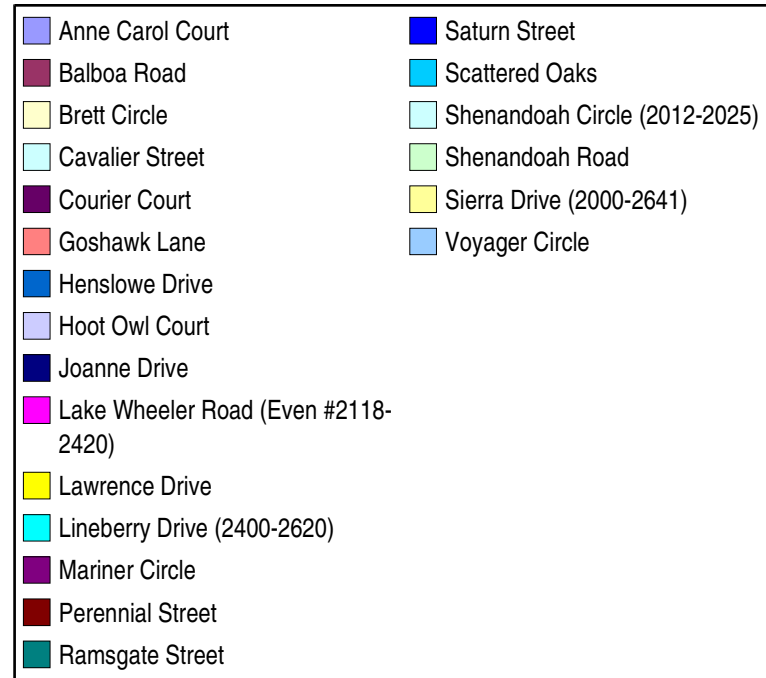 Anne Carol Court
Balboa Road
Brett Circle
Cavalier Street
Courier Court
Goshawk Lane
Henslowe Drive
Hoot Owl Court
Joanne Drive
Lake Wheeler Road (Even #2118-
2420)
Lawrence Drive
Lineberry Drive (2400-2620)
Mariner Circle
Perennial Street
Ramsgate Street
Saturn Street
Scattered Oaks
Shenandoah Circle (2012-2025)
Shenandoah Road
Sierra Drive (2000-2641)
Voyager Circle